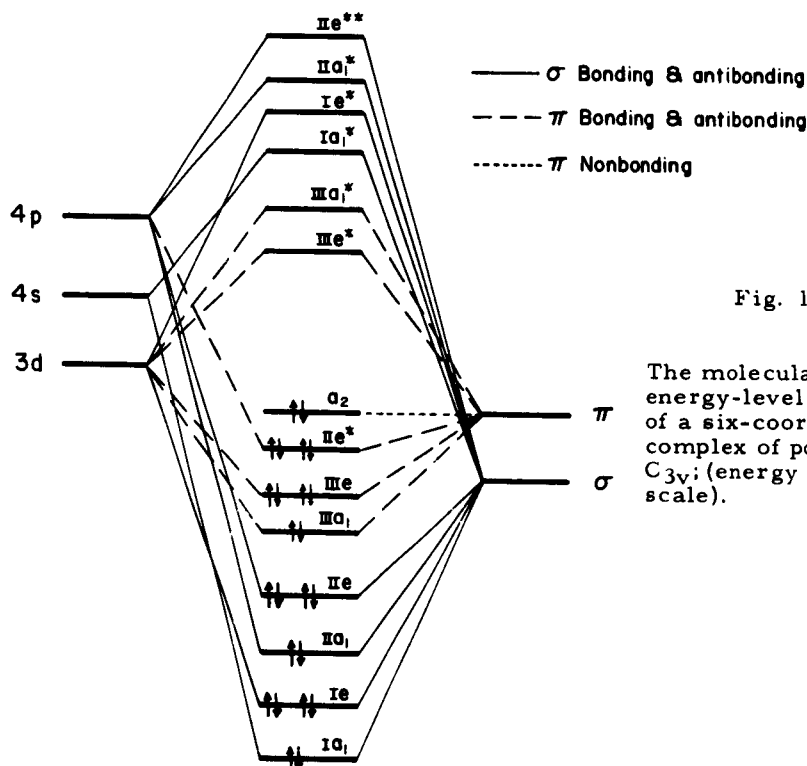 IIe**
IIa₁*
Ie*
Ia₁*
IIIa₁*
IIIe*
4p
4s
3d
a₂
IIe*
IIIe
IIIa₁
IIe
IIa₁
Ie
Ia₁
π
σ
σ Bonding & antibonding
π Bonding & antibonding
π Nonbonding
Fig. 1
The molecula
energy-level
of a six-coor
complex of po
C₃ᵥ; (energy
scale).